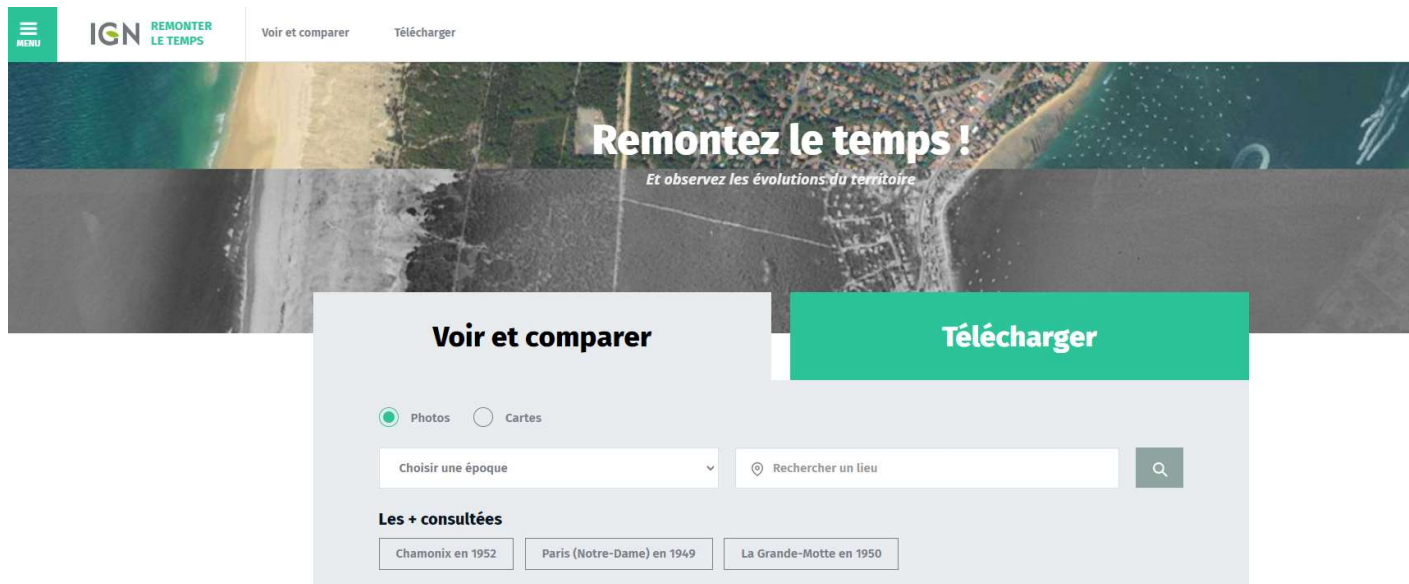 MENU
IGN REMONTER
LE TEMPS
Voir et comparer
Télécharger
Remontez le temps !
Et observez les évolutions du territoire
Voir et comparer
Télécharger
Photos
Cartes
Choisir une époque
Rechercher un lieu
Les + consultées
Chamonix en 1952
Paris (Notre-Dame) en 1949
La Grande-Motte en 1950